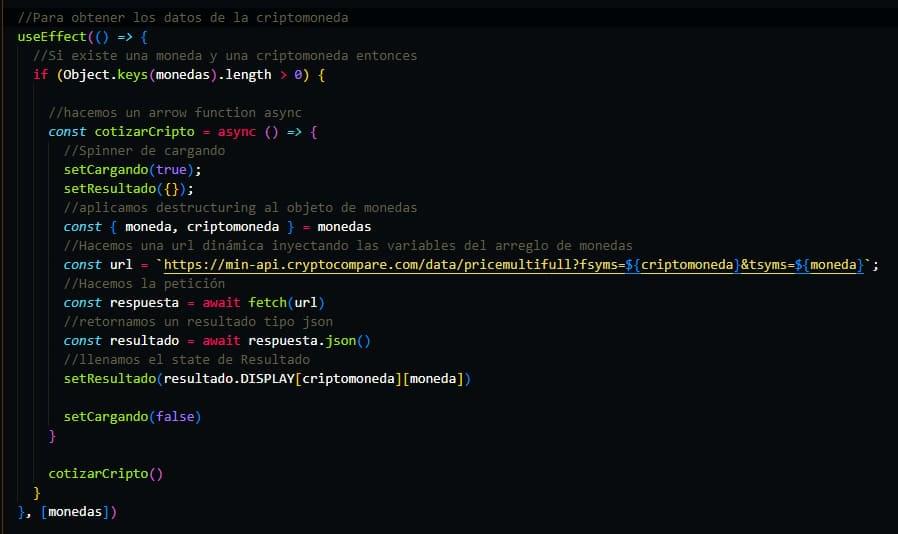 //Para obtener los datos de la criptomoneda
useEffect(() => {
//Si existe una moneda y una criptomoneda entonces
if (Object.keys(monedas).length > 0) {
//hacemos un arrow function async
const cotizarCripto = async () => {
//Spinner de cargando
setCargando(true);
setResultado({});
//aplicamos destructuring al objeto de monedas
const { moneda, criptomoneda } = monedas
//Hacemos una url dinámica inyectando las variables del arreglo de monedas
const url = `https://min-api.cryptocompare.com/data/pricemultifull?fsyms=${criptomoneda}&tsyms=${moneda}`;
//Hacemos la petición
const respuesta = await fetch(url)
//retornamos un resultado tipo json
const resultado = await respuesta.json()
//llenamos el state de Resultado
setResultado(resultado.DISPLAY[criptomoneda][moneda])
setCargando(false)
}
cotizarCripto()
}
}, [monedas])